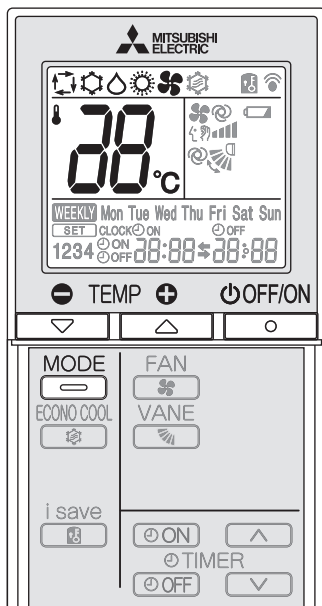 MITSUBISHI
ELECTRIC
88°C
WEEKLY Mon Tue Wed Thu Fri Sat Sun
SET CLOCK ON OFF
1234 ON OFF 88:88 88:88
TEMP OFF/ON
MODE FAN
ECONO COOL VANE
i save
ON
TIMER
OFF